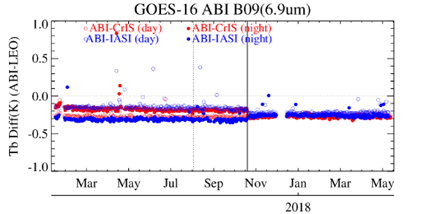 GOES-16 ABI B09(6.9um)
ABI-CrIS (day) ABI-CrIS (night)
ABI-IASI (day) ABI-IASI (night)
Tb Diff(K) (ABI-LEO)
1.0
0.5
0.0
-0.5
-1.0
Mar May Jul Sep Nov Jan Mar May
2018